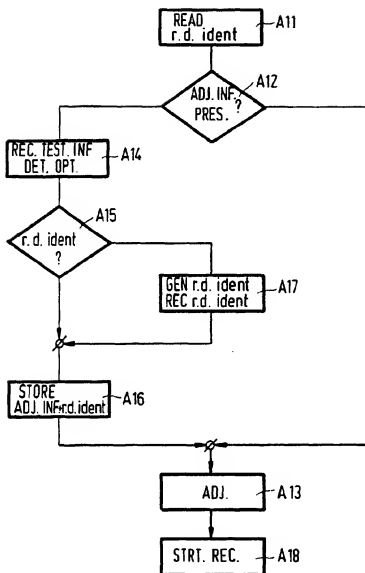 READ
r.d. ident
A11
ADJ. INF.
PRES. ?
A12
REC. TEST. INF
DET. OPT.
A14
r.d. ident
?
A15
GEN r.d. ident
REC r.d. ident
A17
STORE
ADJ. INF+r.d. ident
A16
ADJ.
A13
STRT. REC.
A18